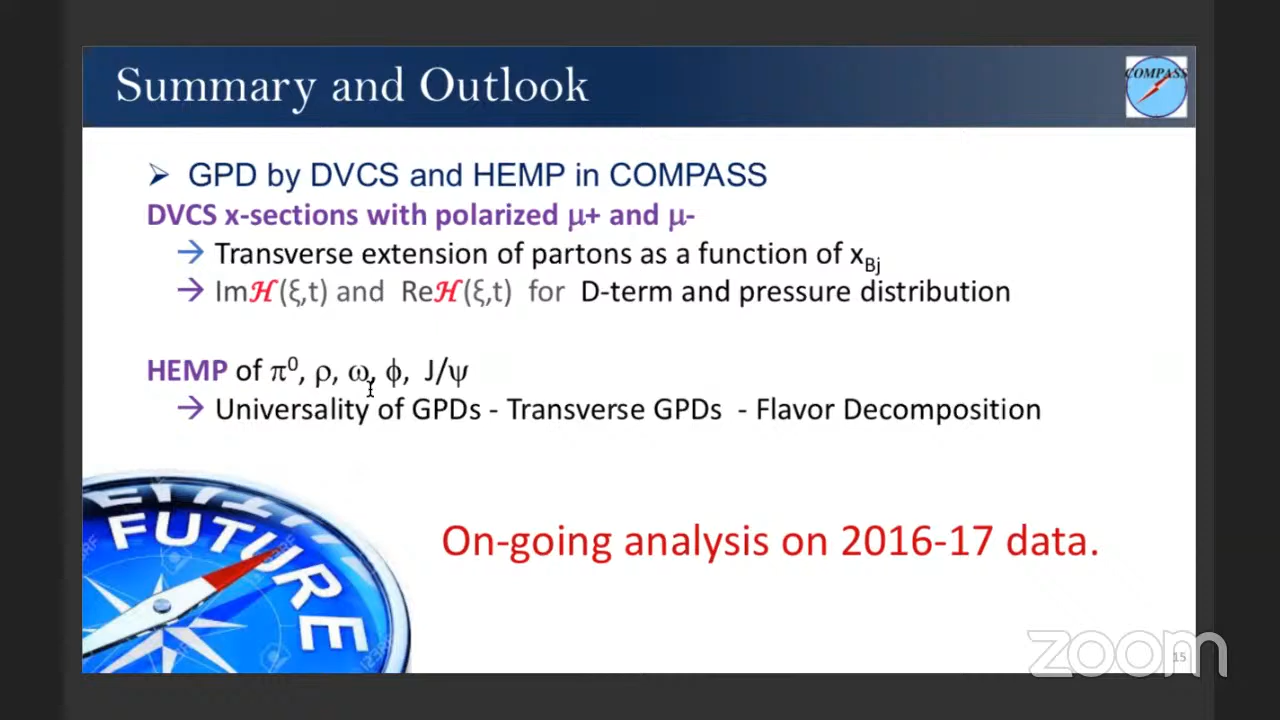 Summary and Outlook
COMPASS
➢ GPD by DVCS and HEMP in COMPASS
DVCS x-sections with polarized μ+ and μ-
→ Transverse extension of partons as a function of x_Bj
→ Imℋ(ξ,t) and Reℋ(ξ,t) for D-term and pressure distribution
HEMP of π⁰, ρ, ω, ϕ, J/ψ
→ Universality of GPDs - Transverse GPDs - Flavor Decomposition
FUTURE
On-going analysis on 2016-17 data.
zoom
15